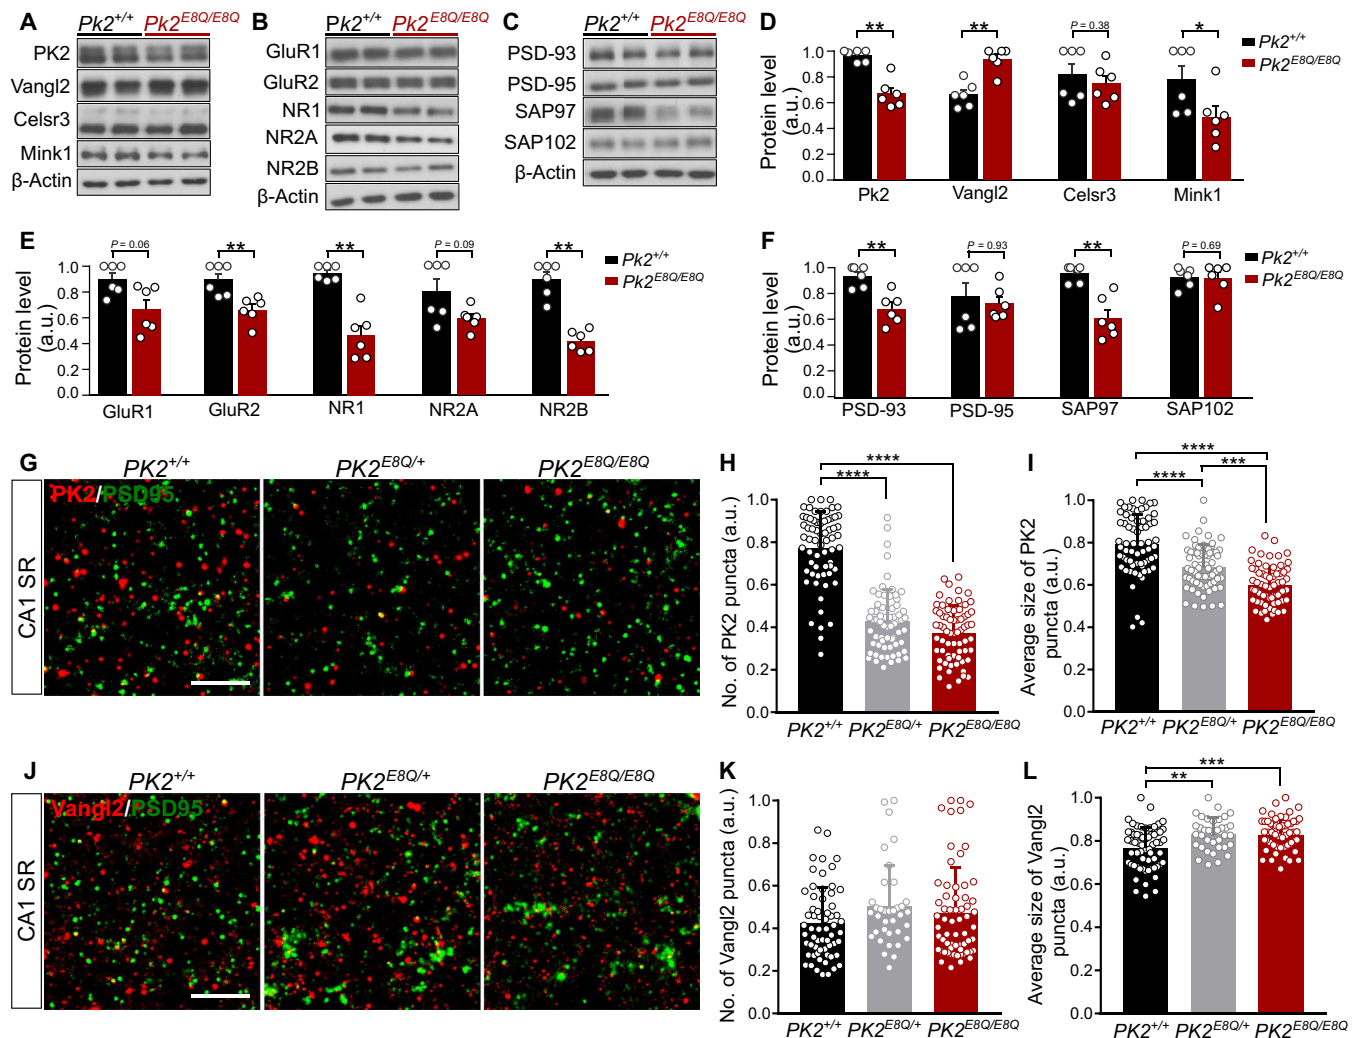 A
Pk2+/+ Pk2E8Q/E8Q
PK2
Vangl2
Celsr3
Mink1
β-Actin
B
Pk2+/+ Pk2E8Q/E8Q
GluR1
GluR2
NR1
NR2A
NR2B
β-Actin
C
Pk2+/+ Pk2E8Q/E8Q
PSD-93
PSD-95
SAP97
SAP102
β-Actin
D
Protein level
(a.u.)
1.0
0.8
0.6
0.4
0.2
0.0
** ** P = 0.38 *
Pk2 Vangl2 Celsr3 Mink1
Pk2+/+
Pk2E8Q/E8Q
E
Protein level
(a.u.)
1.0
0.8
0.6
0.4
0.2
0.0
P = 0.06 ** ** P = 0.09 **
GluR1 GluR2 NR1 NR2A NR2B
Pk2+/+
Pk2E8Q/E8Q
F
Protein level
(a.u.)
1.0
0.8
0.6
0.4
0.2
0.0
** P = 0.93 ** P = 0.69
PSD-93 PSD-95 SAP97 SAP102
Pk2+/+
Pk2E8Q/E8Q
G
PK2+/+ PK2E8Q/+ PK2E8Q/E8Q
CA1 SR
PK2/PSD95
H
No. of PK2 puncta (a.u.)
1.0
0.8
0.6
0.4
0.2
0.0
****
****
PK2+/+ PK2E8Q/+ PK2E8Q/E8Q
I
Average size of PK2
puncta (a.u.)
1.0
0.8
0.6
0.4
0.2
0.0
****
**** ***
PK2+/+ PK2E8Q/+ PK2E8Q/E8Q
J
PK2+/+ PK2E8Q/+ PK2E8Q/E8Q
CA1 SR
Vangl2/PSD95
K
No. of Vangl2 puncta (a.u.)
1.0
0.8
0.6
0.4
0.2
0.0
PK2+/+ PK2E8Q/+ PK2E8Q/E8Q
L
Average size of Vangl2
puncta (a.u.)
1.0
0.8
0.6
0.4
0.2
0.0
***
**
PK2+/+ PK2E8Q/+ PK2E8Q/E8Q